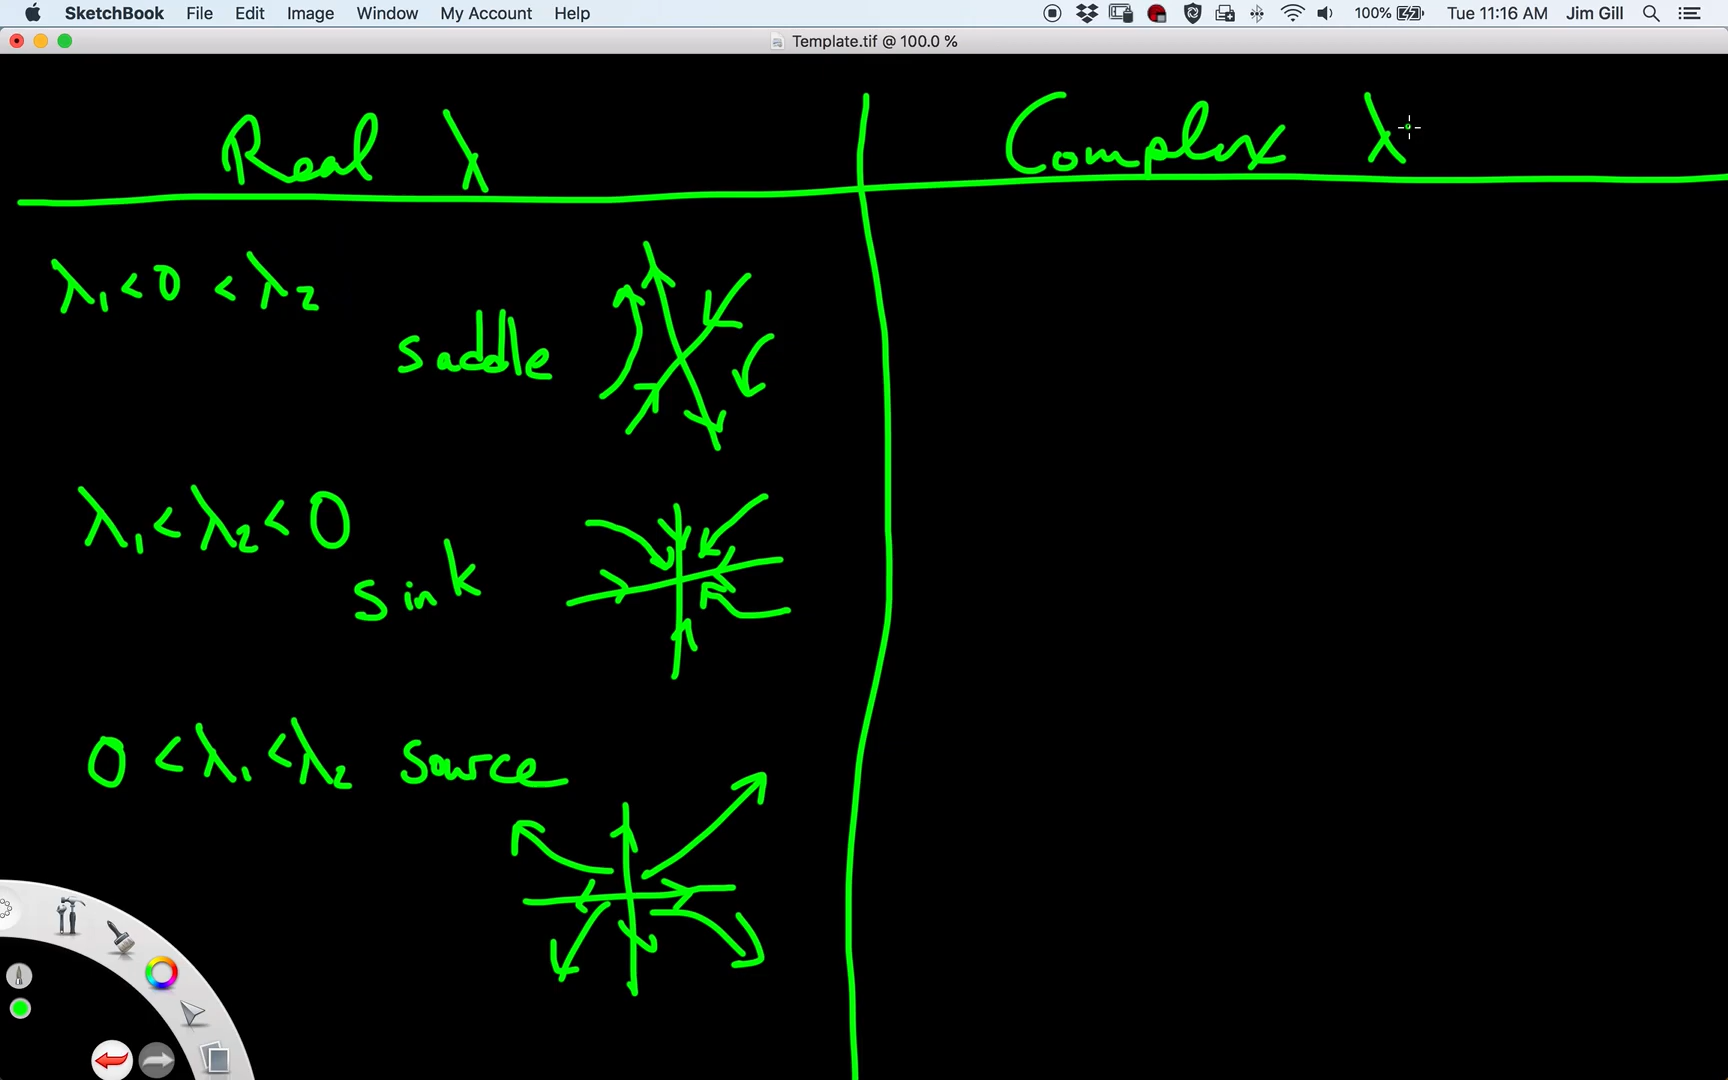 SketchBook File Edit Image Window My Account Help 100% Tue 11:16 AM Jim Gill
Template.tif @ 100.0 %
Real λ
λ₁ < 0 < λ₂
saddle
λ₁ < λ₂ < 0
sink
0 < λ₁ < λ₂ source
Complex λ